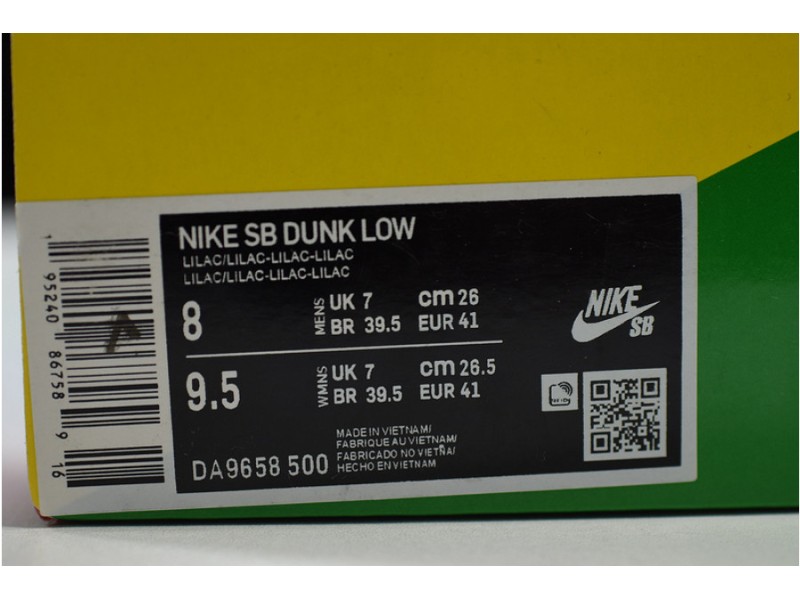 NIKE SB DUNK LOW
LILAC/LILAC-LILAC-LILAC
LILAC/LILAC-LILAC-LILAC
8
MENS
UK 7 cm 26
BR 39.5 EUR 41
9.5
WMNS
UK 7 cm 26.5
BR 39.5 EUR 41
MADE IN VIETNAM/
FABRIQUE AU VIETNAM/
FABRICADO NO VIETÑA/
HECHO EN VIETNAM
DA9658 500
NIKE
SB
1 95240 86758 9 16